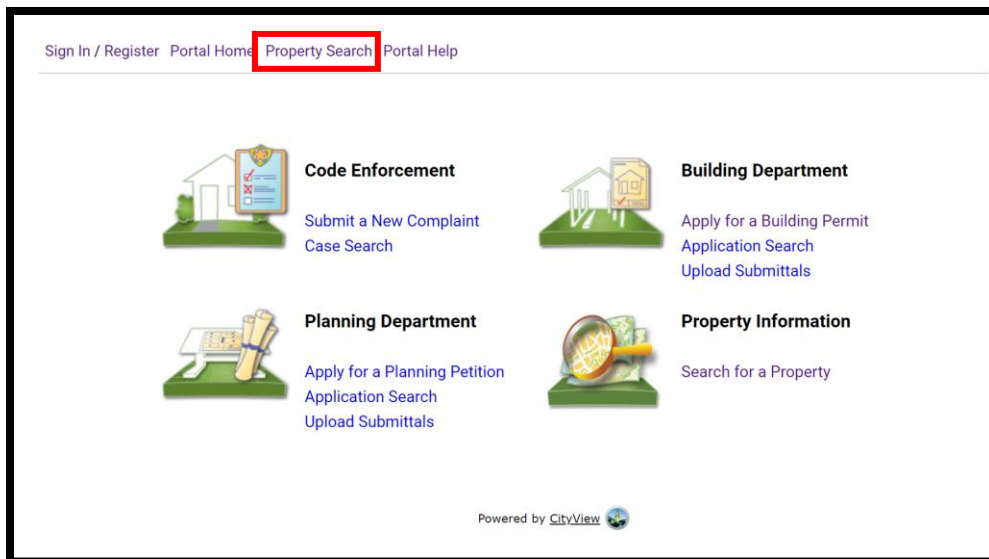 Sign In / Register Portal Home Property Search Portal Help
Code Enforcement
Submit a New Complaint
Case Search
Building Department
Apply for a Building Permit
Application Search
Upload Submittals
Planning Department
Apply for a Planning Petition
Application Search
Upload Submittals
Property Information
Search for a Property
Powered by CityView